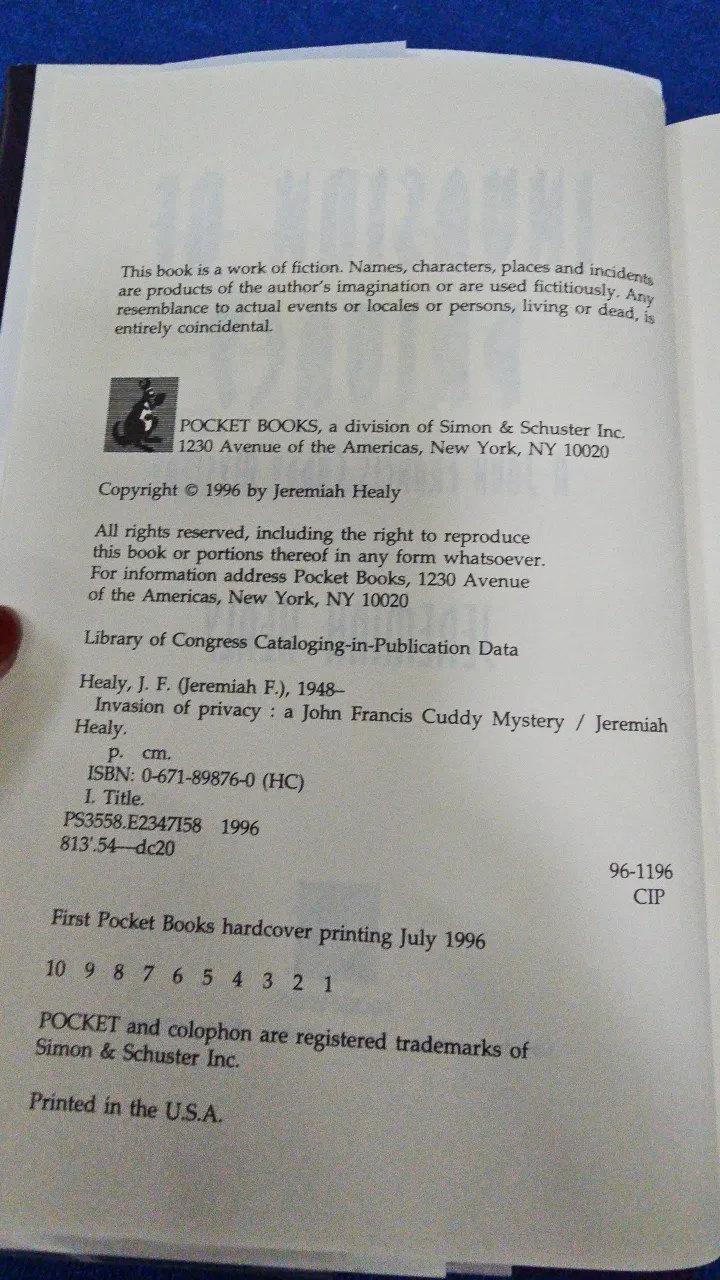 This book is a work of fiction. Names, characters, places and incidents
are products of the author's imagination or are used fictitiously. Any
resemblance to actual events or locales or persons, living or dead, is
entirely coincidental.
POCKET BOOKS, a division of Simon & Schuster Inc.
1230 Avenue of the Americas, New York, NY 10020
Copyright © 1996 by Jeremiah Healy
All rights reserved, including the right to reproduce
this book or portions thereof in any form whatsoever.
For information address Pocket Books, 1230 Avenue
of the Americas, New York, NY 10020
Library of Congress Cataloging-in-Publication Data
Healy, J. F. (Jeremiah F.), 1948–
Invasion of privacy : a John Francis Cuddy Mystery / Jeremiah
Healy.
p. cm.
ISBN: 0-671-89876-0 (HC)
I. Title.
PS3558.E2347I58 1996
813'.54—dc20
96-1196
CIP
First Pocket Books hardcover printing July 1996
10 9 8 7 6 5 4 3 2 1
POCKET and colophon are registered trademarks of
Simon & Schuster Inc.
Printed in the U.S.A.